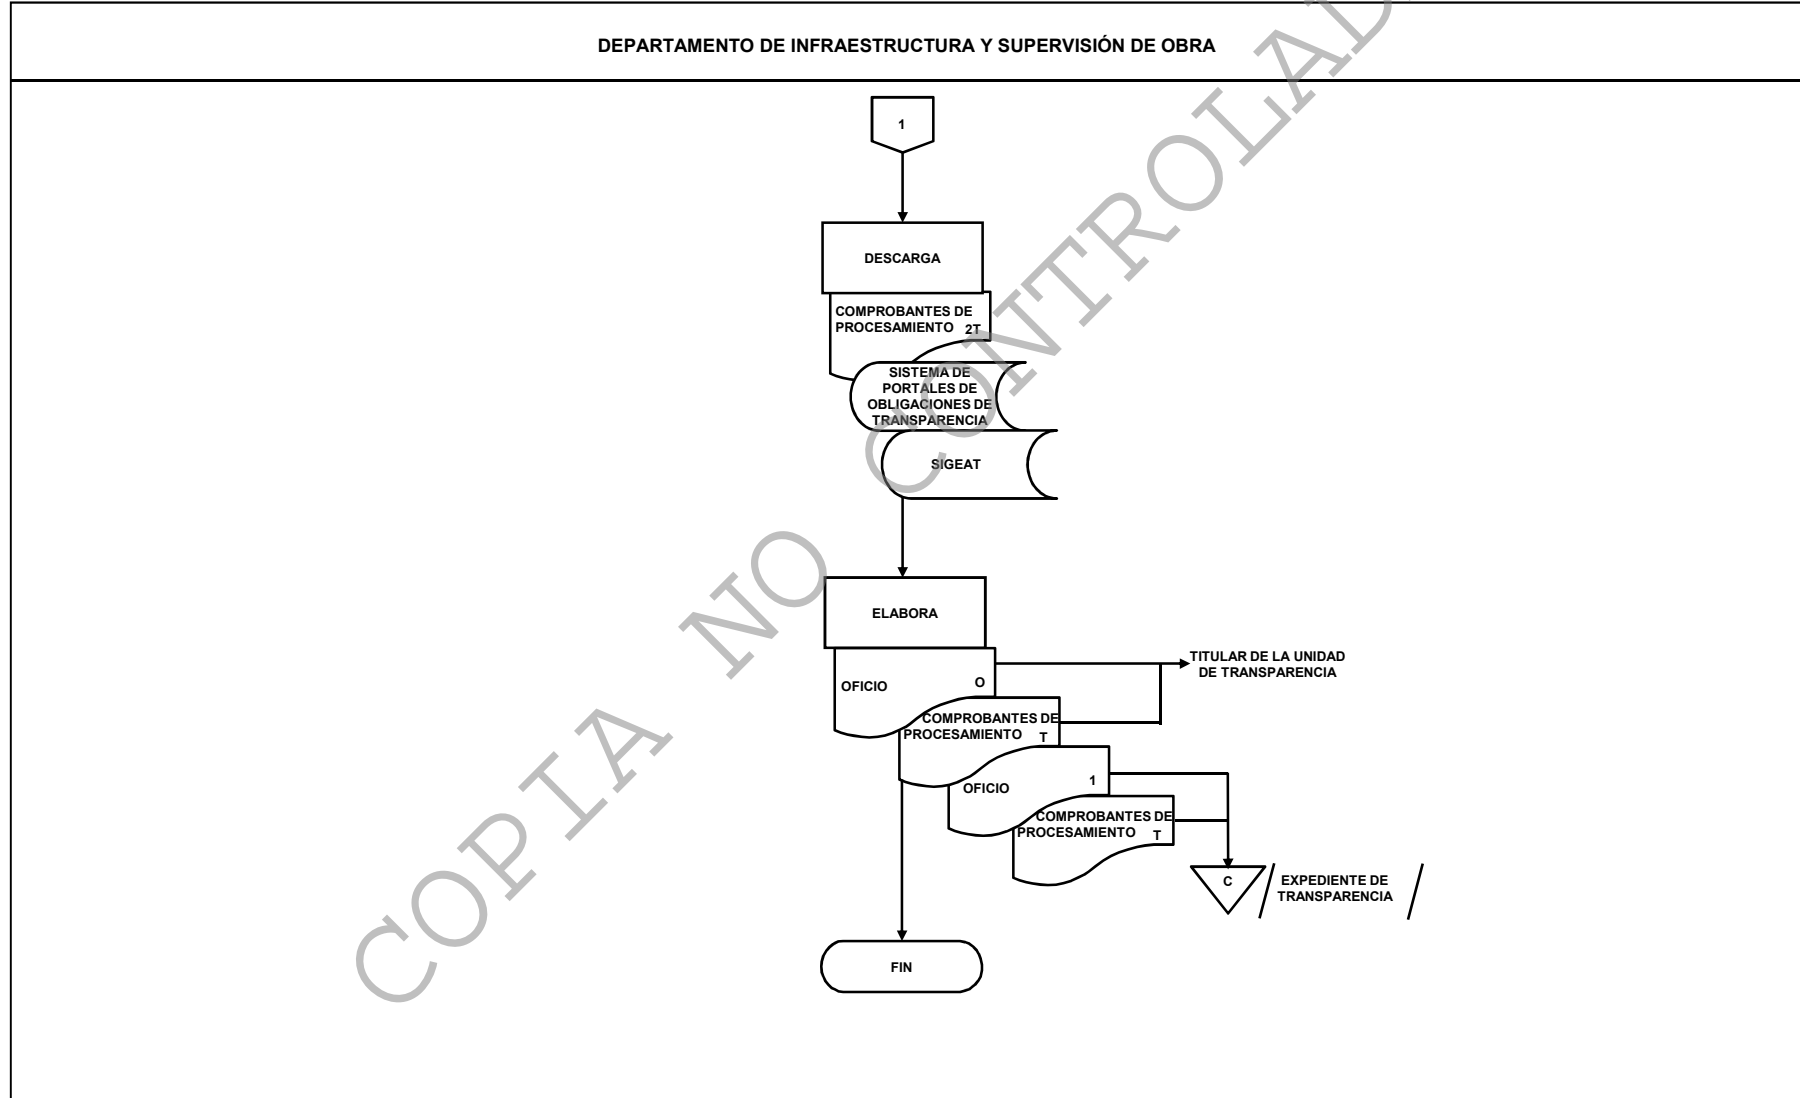 DEPARTAMENTO DE INFRAESTRUCTURA Y SUPERVISIÓN DE OBRA
1
DESCARGA
COMPROBANTES DE
PROCESAMIENTO 2T
SISTEMA DE
PORTALES DE
OBLIGACIONES DE
TRANSPARENCIA
SIGEAT
ELABORA
TITULAR DE LA UNIDAD
DE TRANSPARENCIA
OFICIO O
COMPROBANTES DE
PROCESAMIENTO T
OFICIO 1
COMPROBANTES DE
PROCESAMIENTO T
C
EXPEDIENTE DE
TRANSPARENCIA
FIN
COPIA NO CONTROLAD